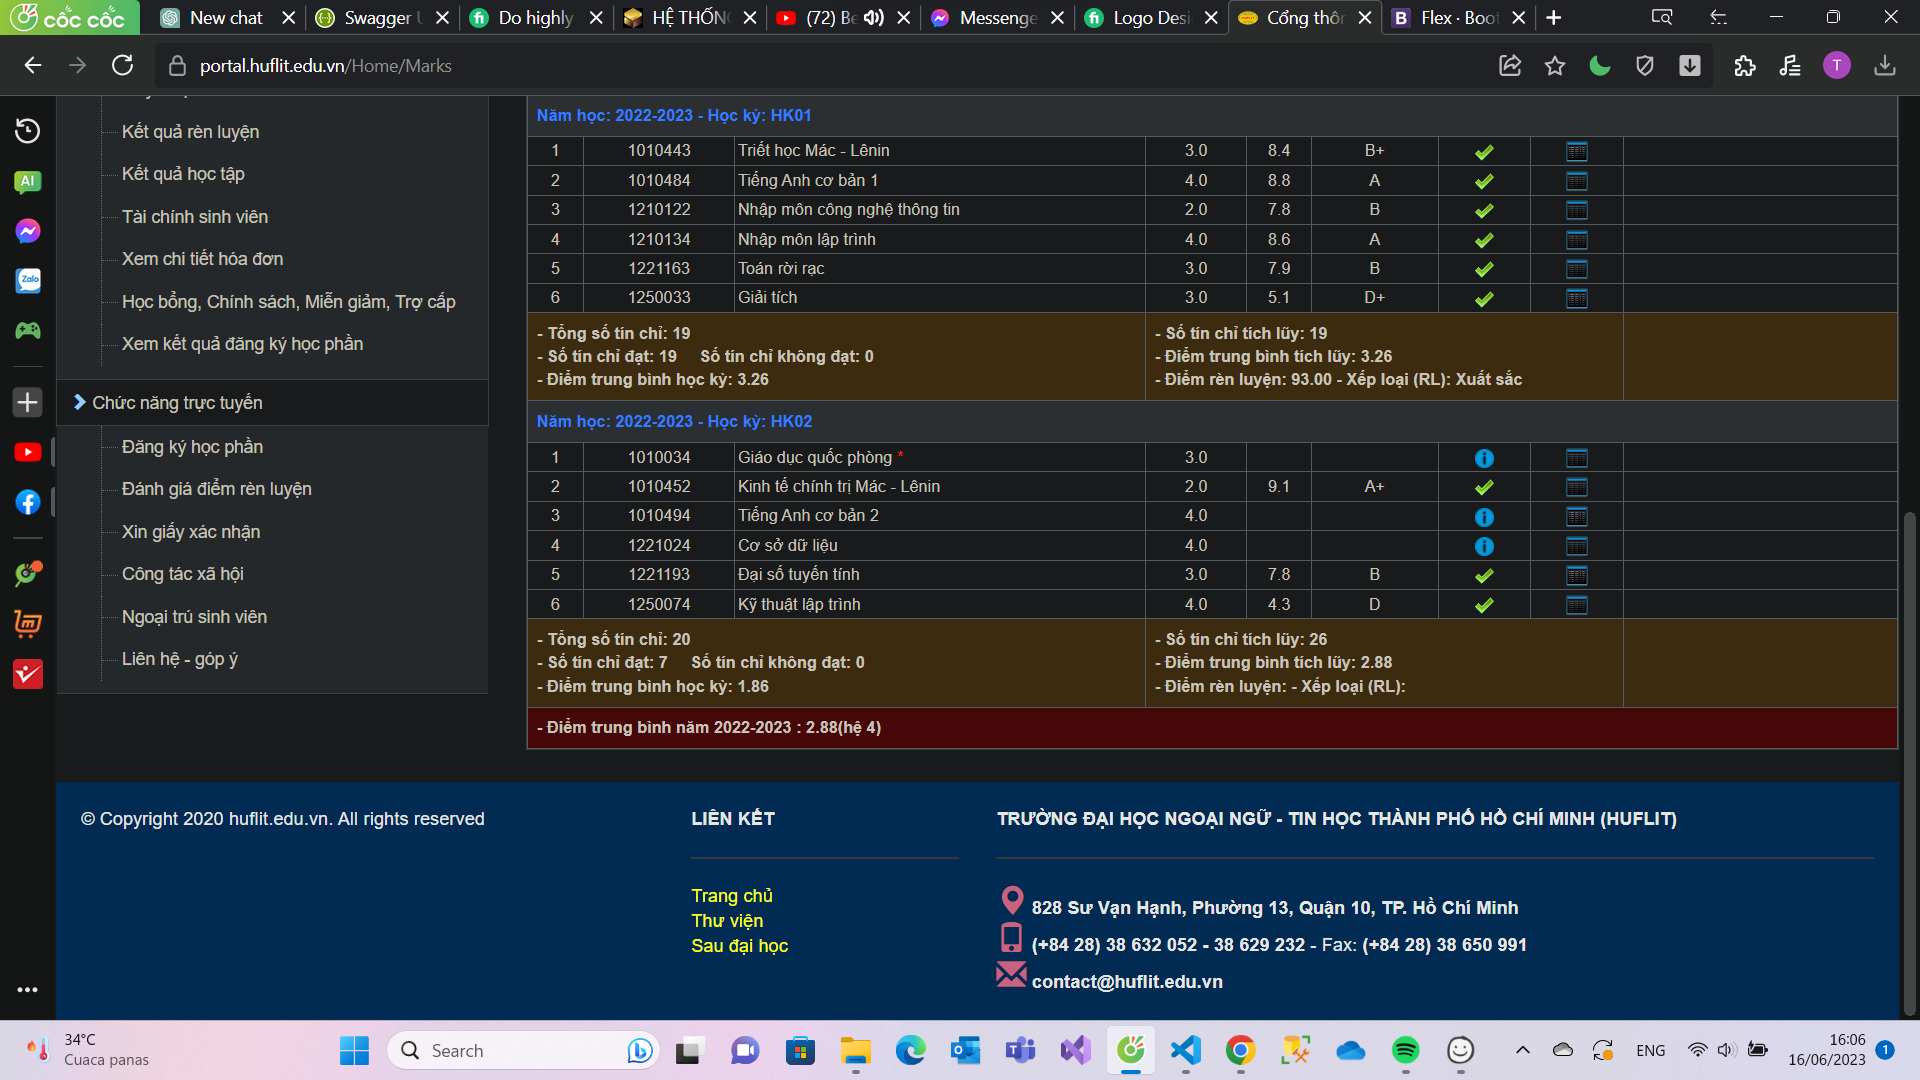 cốc cốc
New chat
Swagger
Do highly
HỆ THỐN
(72) B
Messenge
Logo Desi
Cổng thôn
B Flex · Boo
portal.huflit.edu.vn/Home/Marks
T
AI
Zalo
Kết quả rèn luyện
Kết quả học tập
Tài chính sinh viên
Xem chi tiết hóa đơn
Học bổng, Chính sách, Miễn giảm, Trợ cấp
Xem kết quả đăng ký học phần
Chức năng trực tuyến
Đăng ký học phần
Đánh giá điểm rèn luyện
Xin giấy xác nhận
Công tác xã hội
Ngoại trú sinh viên
Liên hệ - góp ý
Năm học: 2022-2023 - Học kỳ: HK01
1 1010443 Triết học Mác - Lênin 3.0 8.4 B+
2 1010484 Tiếng Anh cơ bản 1 4.0 8.8 A
3 1210122 Nhập môn công nghệ thông tin 2.0 7.8 B
4 1210134 Nhập môn lập trình 4.0 8.6 A
5 1221163 Toán rời rạc 3.0 7.9 B
6 1250033 Giải tích 3.0 5.1 D+
- Tổng số tín chỉ: 19
- Số tín chỉ đạt: 19 Số tín chỉ không đạt: 0
- Điểm trung bình học kỳ: 3.26
- Số tín chỉ tích lũy: 19
- Điểm trung bình tích lũy: 3.26
- Điểm rèn luyện: 93.00 - Xếp loại (RL): Xuất sắc
Năm học: 2022-2023 - Học kỳ: HK02
1 1010034 Giáo dục quốc phòng * 3.0
2 1010452 Kinh tế chính trị Mác - Lênin 2.0 9.1 A+
3 1010494 Tiếng Anh cơ bản 2 4.0
4 1221024 Cơ sở dữ liệu 4.0
5 1221193 Đại số tuyến tính 3.0 7.8 B
6 1250074 Kỹ thuật lập trình 4.0 4.3 D
- Tổng số tín chỉ: 20
- Số tín chỉ đạt: 7 Số tín chỉ không đạt: 0
- Điểm trung bình học kỳ: 1.86
- Số tín chỉ tích lũy: 26
- Điểm trung bình tích lũy: 2.88
- Điểm rèn luyện: - Xếp loại (RL):
- Điểm trung bình năm 2022-2023 : 2.88(hệ 4)
© Copyright 2020 huflit.edu.vn. All rights reserved
LIÊN KẾT
Trang chủ
Thư viện
Sau đại học
TRƯỜNG ĐẠI HỌC NGOẠI NGỮ - TIN HỌC THÀNH PHỐ HỒ CHÍ MINH (HUFLIT)
828 Sư Vạn Hạnh, Phường 13, Quận 10, TP. Hồ Chí Minh
(+84 28) 38 632 052 - 38 629 232 - Fax: (+84 28) 38 650 991
contact@huflit.edu.vn
34°C
Cuaca panas
Search
ENG
16:06
16/06/2023
1